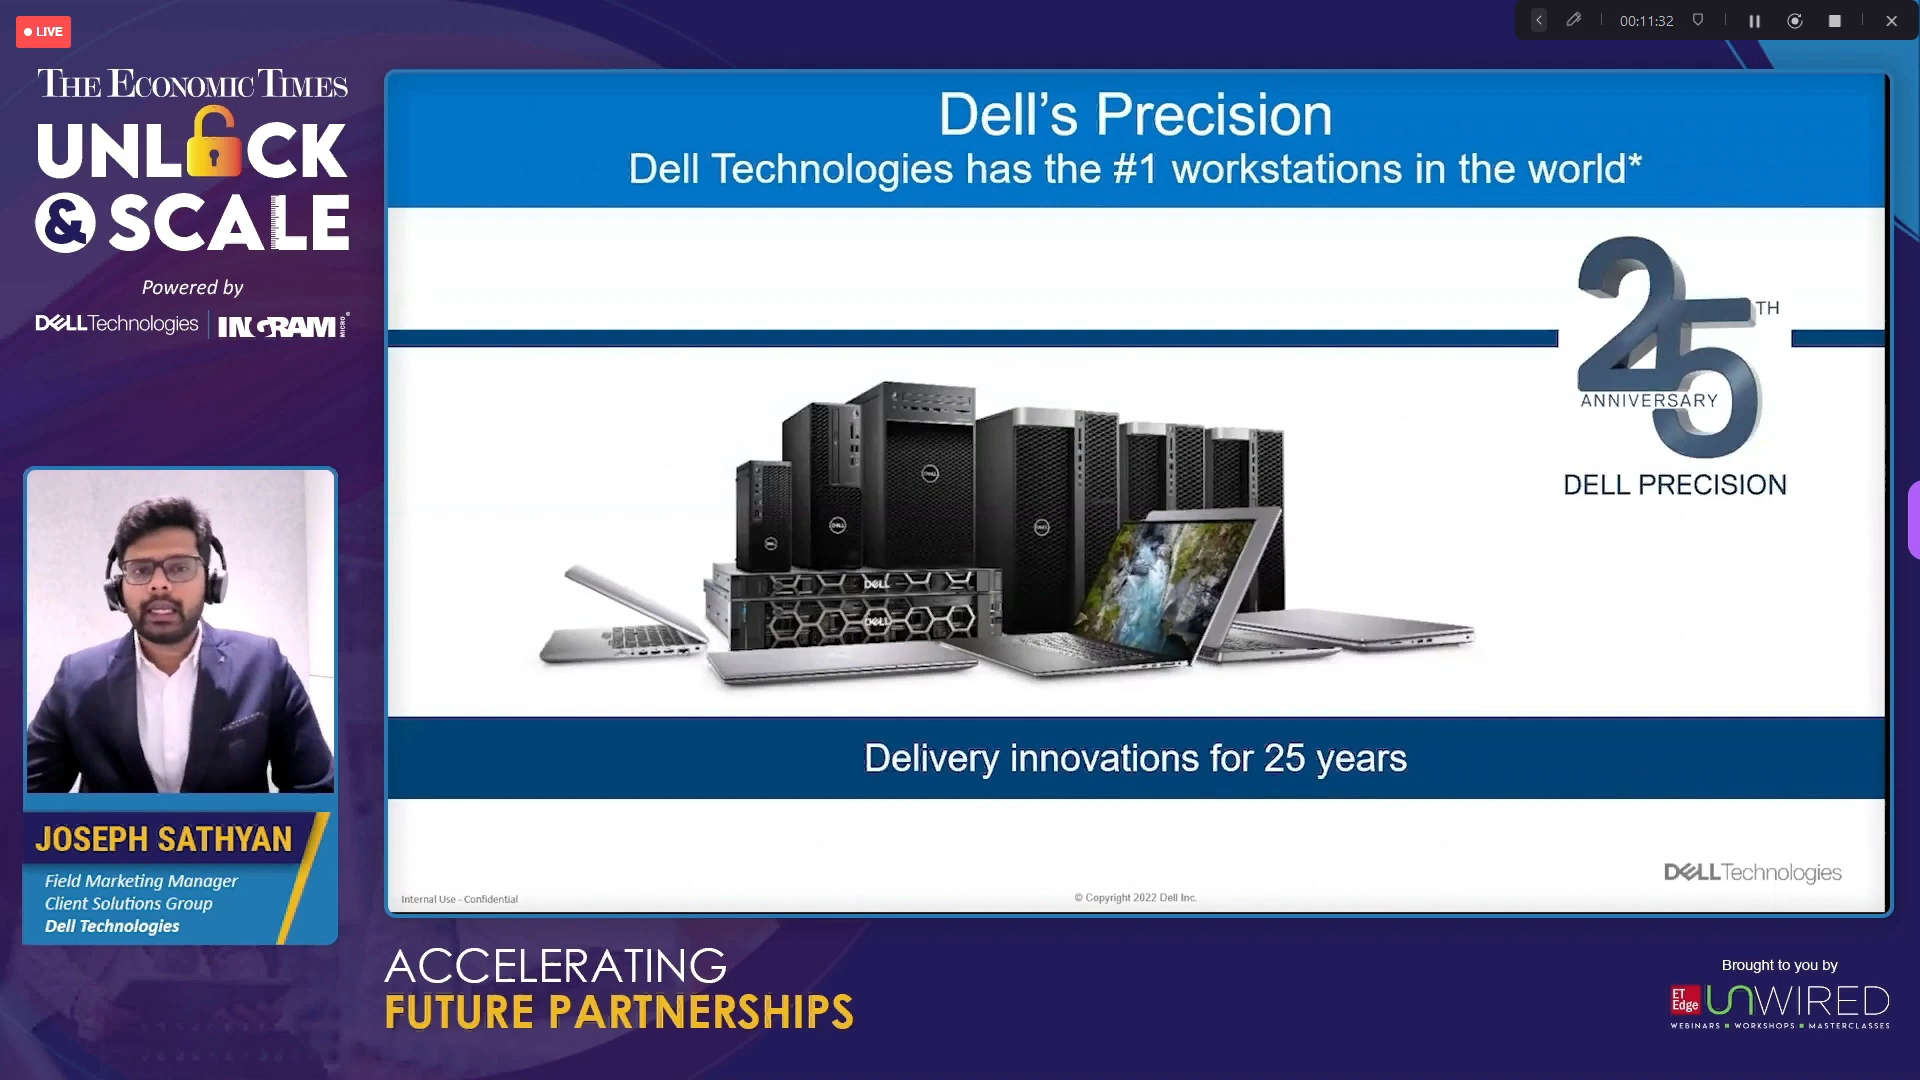 LIVE
00:11:32
THE ECONOMIC TIMES
UNLOCK
& SCALE
Powered by
DELL Technologies
INGRAM MICRO
Dell's Precision
Dell Technologies has the #1 workstations in the world*
25 TH
ANNIVERSARY
DELL PRECISION
DELL
DELL
Delivery innovations for 25 years
DELL Technologies
Internal Use - Confidential
© Copyright 2022 Dell Inc.
JOSEPH SATHYAN
Field Marketing Manager
Client Solutions Group
Dell Technologies
ACCELERATING
FUTURE PARTNERSHIPS
Brought to you by
ET Edge
UNWIRED
WEBINARS ▪ WORKSHOPS ▪ MASTERCLASSES